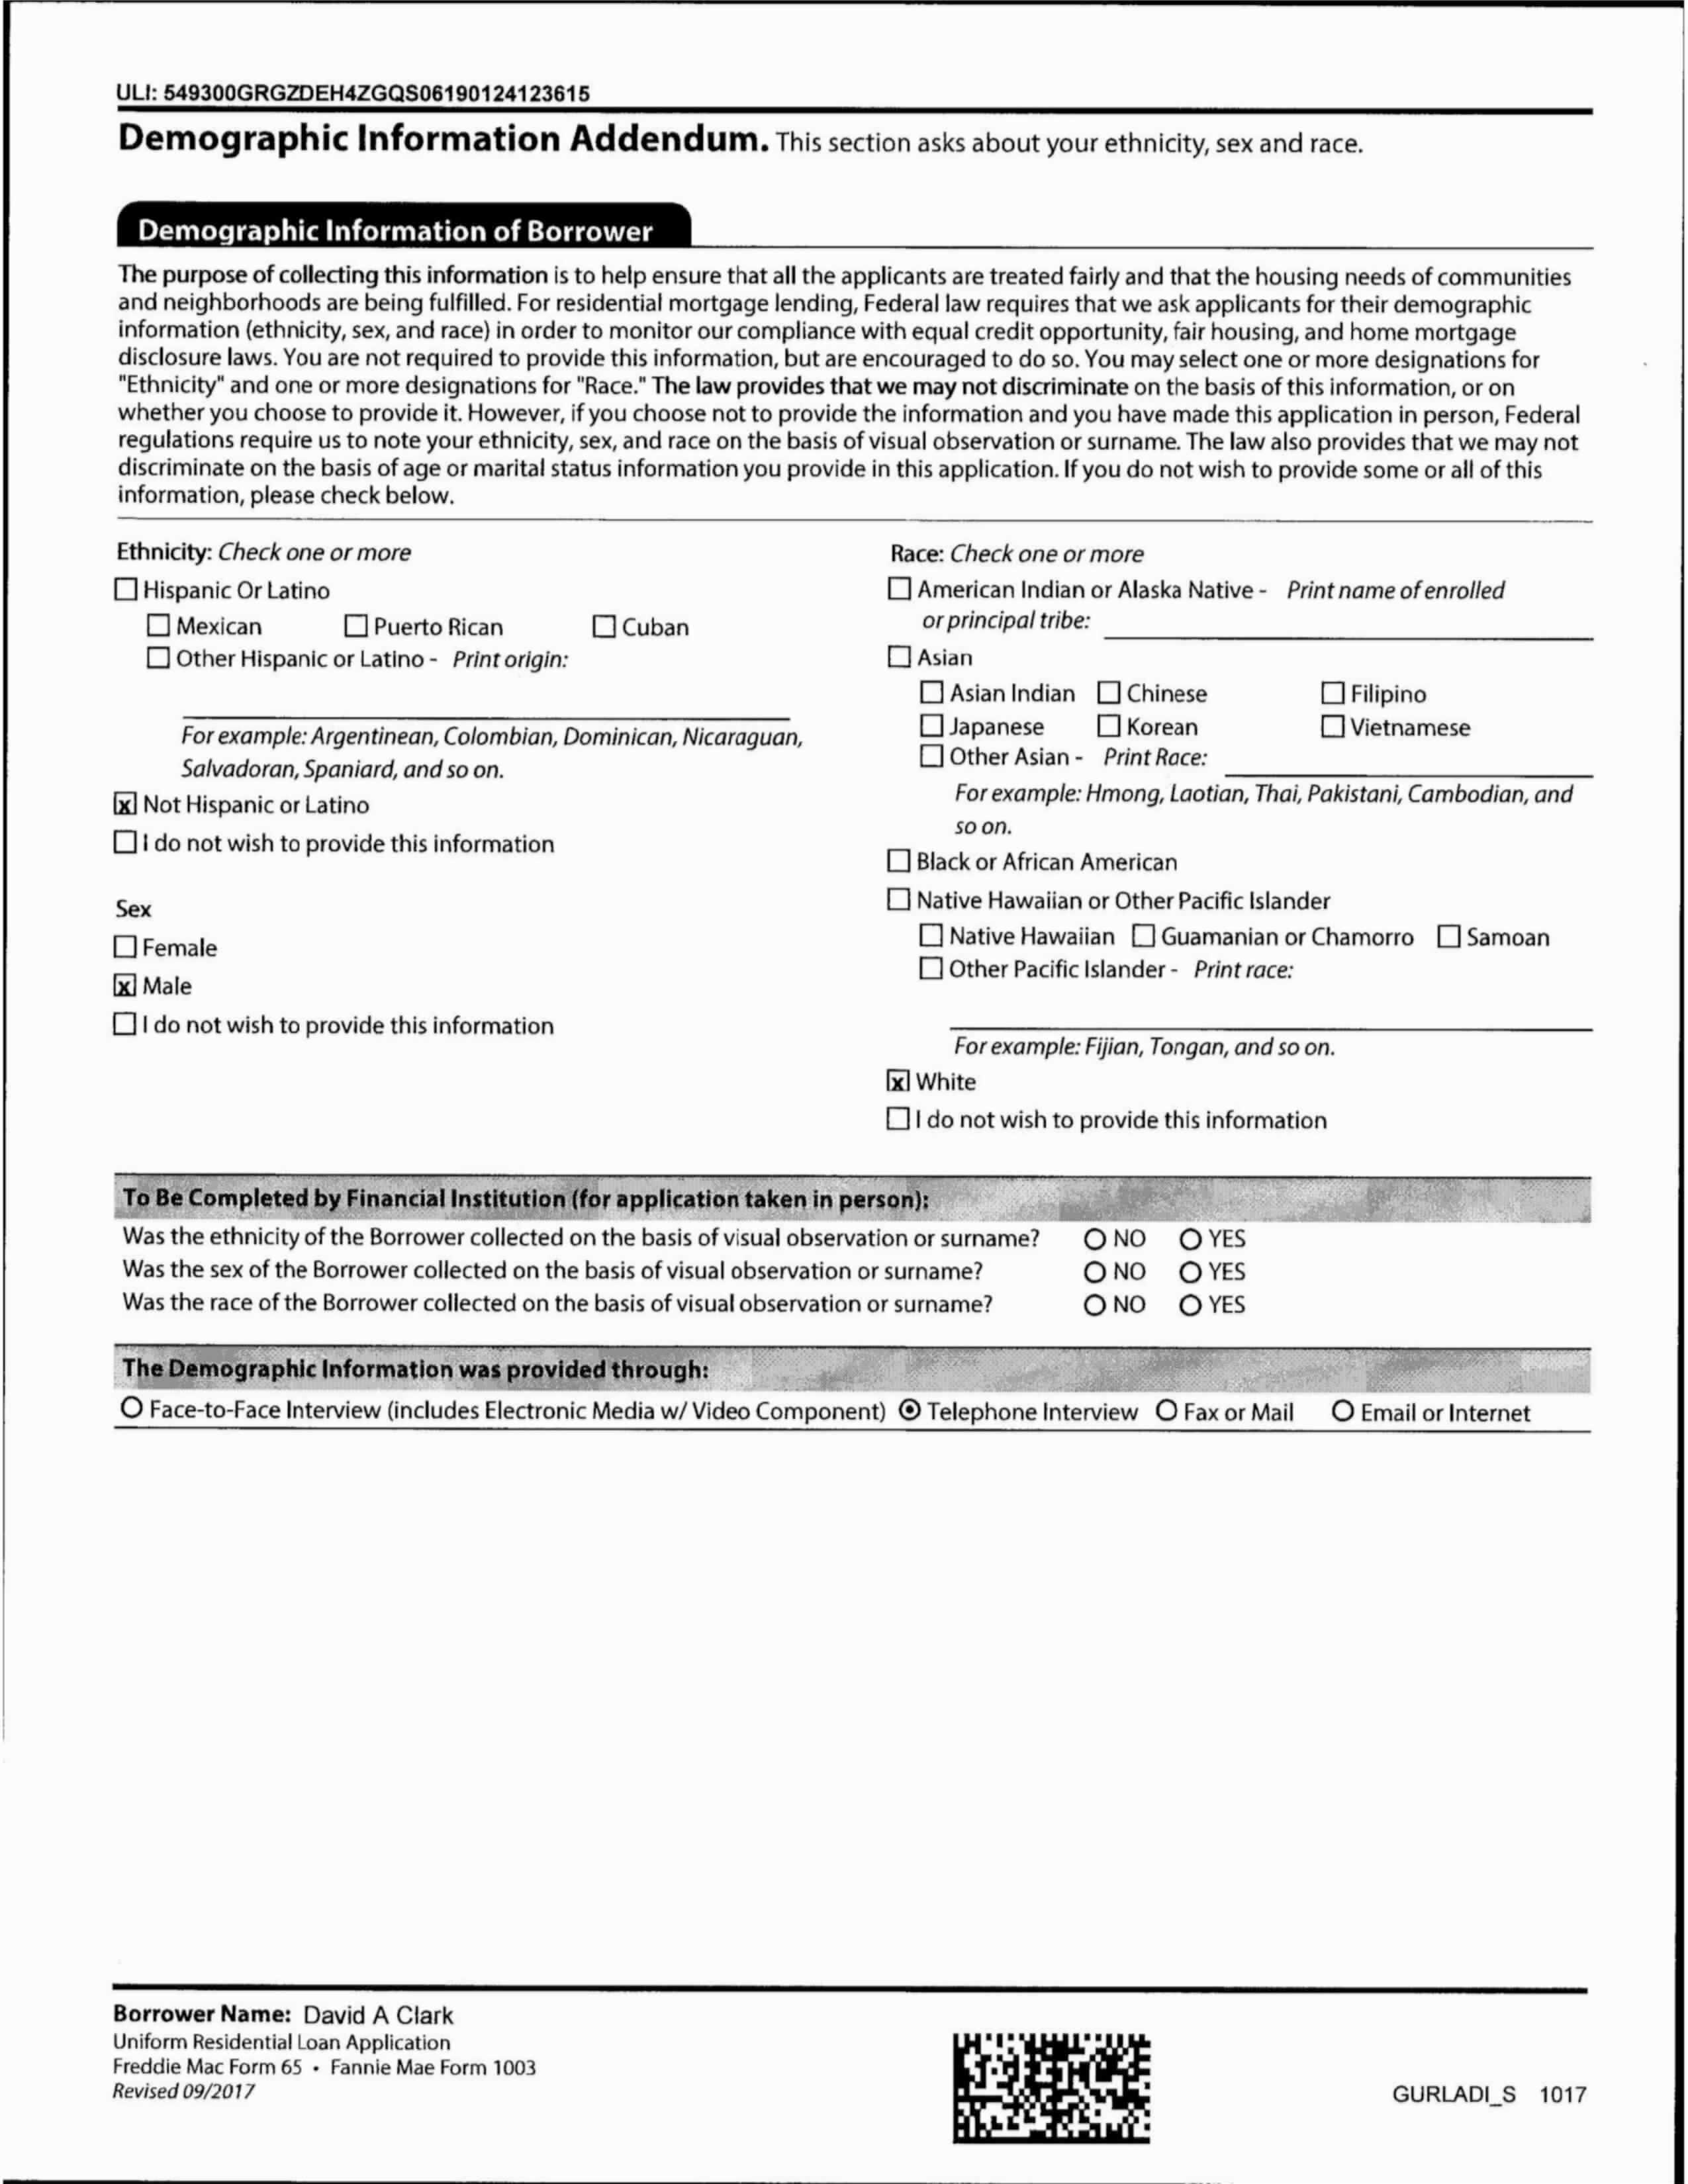 ULI: 549300GRGZDEH4ZGQS06190124123615
Demographic Information Addendum. This section asks about your ethnicity, sex and race.
Demographic Information of Borrower
The purpose of collecting this information is to help ensure that all the applicants are treated fairly and that the housing needs of communities
and neighborhoods are being fulfilled. For residential mortgage lending, Federal law requires that we ask applicants for their demographic
information (ethnicity, sex, and race) in order to monitor our compliance with equal credit opportunity, fair housing, and home mortgage
disclosure laws. You are not required to provide this information, but are encouraged to do so. You may select one or more designations for
"Ethnicity" and one or more designations for "Race." The law provides that we may not discriminate on the basis of this information, or on
whether you choose to provide it. However, if you choose not to provide the information and you have made this application in person, Federal
regulations require us to note your ethnicity, sex, and race on the basis of visual observation or surname. The law also provides that we may not
discriminate on the basis of age or marital status information you provide in this application. If you do not wish to provide some or all of this
information, please check below.
Ethnicity: Check one or more
Hispanic Or Latino
Mexican Puerto Rican Cuban
Other Hispanic or Latino - Print origin:
For example: Argentinean, Colombian, Dominican, Nicaraguan,
Salvadoran, Spaniard, and so on.
x Not Hispanic or Latino
I do not wish to provide this information
Sex
Female
x Male
I do not wish to provide this information
Race: Check one or more
American Indian or Alaska Native - Print name of enrolled
or principal tribe:
Asian
Asian Indian Chinese Filipino
Japanese Korean Vietnamese
Other Asian - Print Race:
For example: Hmong, Laotian, Thai, Pakistani, Cambodian, and
so on.
Black or African American
Native Hawaiian or Other Pacific Islander
Native Hawaiian Guamanian or Chamorro Samoan
Other Pacific Islander - Print race:
For example: Fijian, Tongan, and so on.
x White
I do not wish to provide this information
To Be Completed by Financial Institution (for application taken in person):
Was the ethnicity of the Borrower collected on the basis of visual observation or surname? NO YES
Was the sex of the Borrower collected on the basis of visual observation or surname? NO YES
Was the race of the Borrower collected on the basis of visual observation or surname? NO YES
The Demographic Information was provided through:
Face-to-Face Interview (includes Electronic Media w/ Video Component) Telephone Interview Fax or Mail Email or Internet
Borrower Name: David A Clark
Uniform Residential Loan Application
Freddie Mac Form 65 • Fannie Mae Form 1003
Revised 09/2017
GURLADI_S 1017